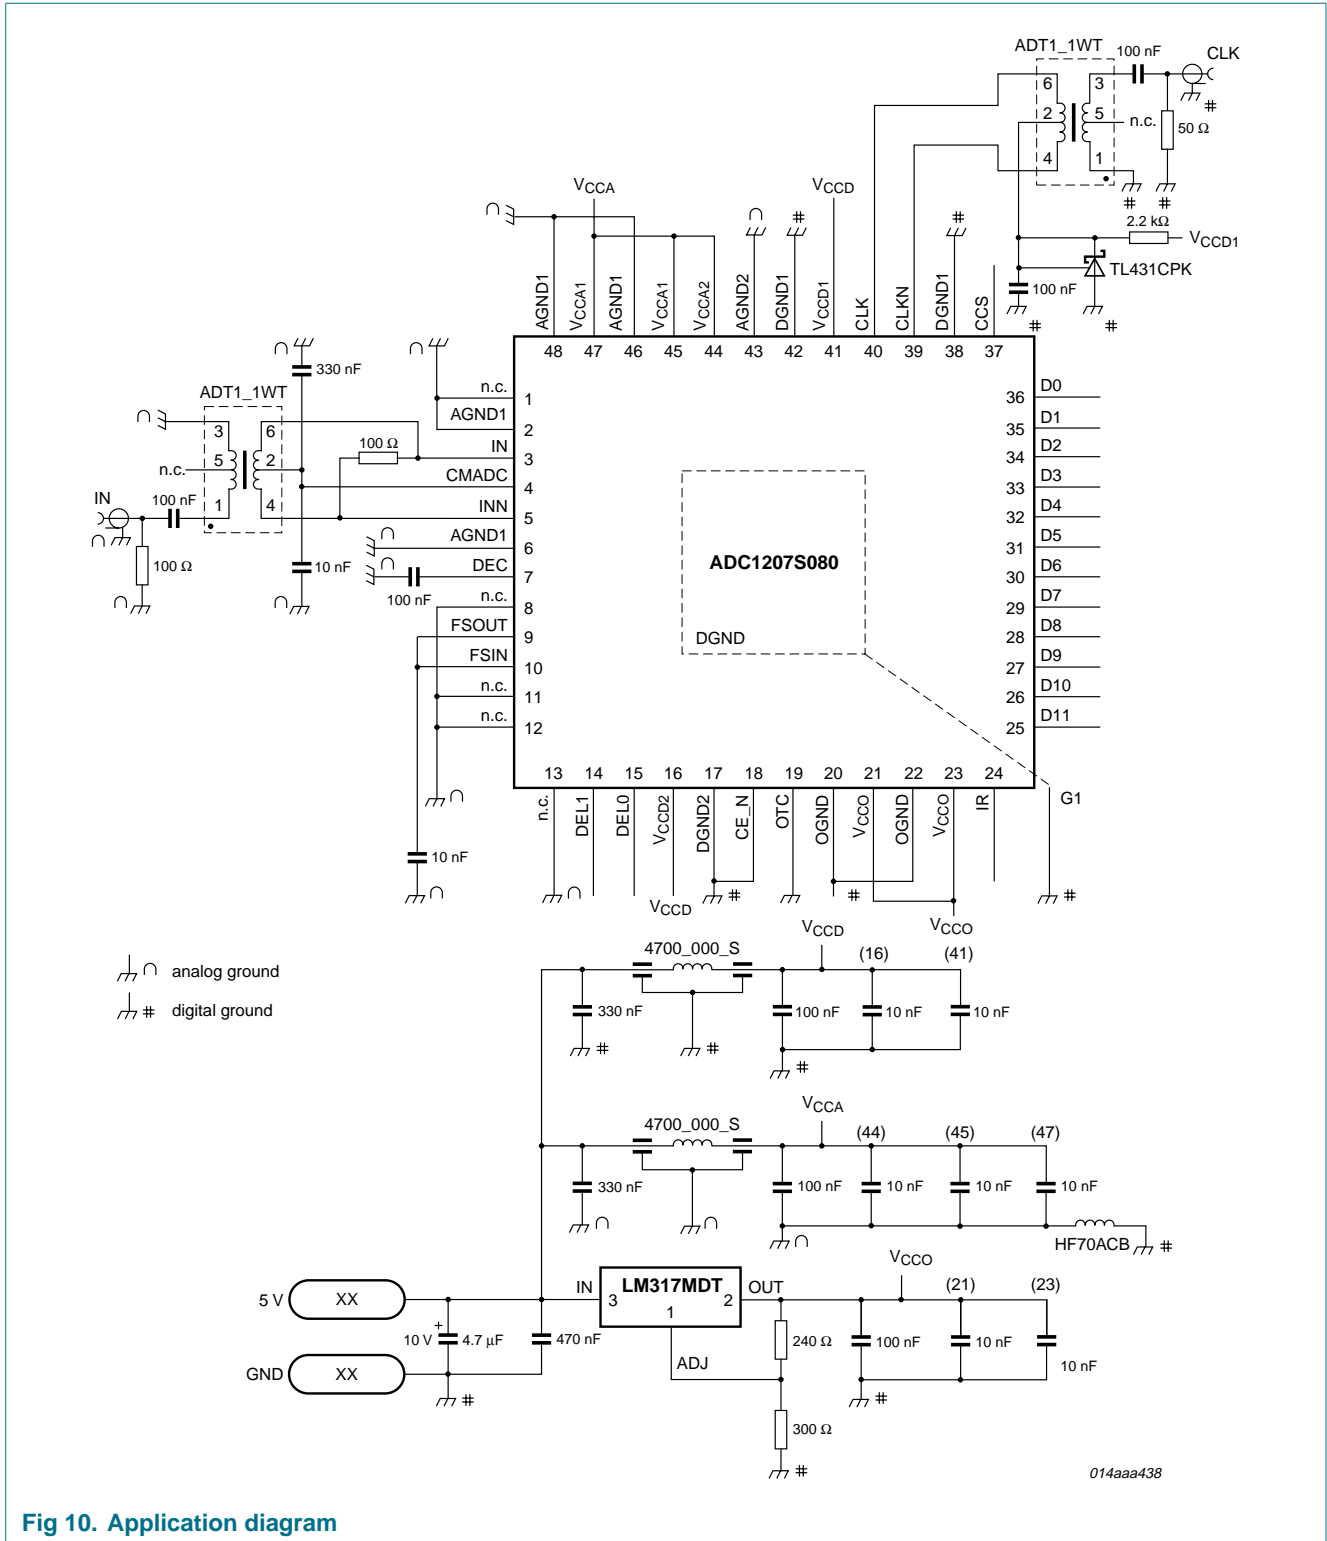 ADT1_1WT
100 nF
CLK
6
3
2
5
n.c.
50 Ω
4
1
#
#
#
2.2 kΩ
VCCD1
TL431CPK
100 nF
#
#
VCCA
VCCD
∩
∩
#
#
AGND1
VCCA1
AGND1
VCCA1
VCCA2
AGND2
DGND1
VCCD1
CLK
CLKN
DGND1
CCS
48
47
46
45
44
43
42
41
40
39
38
37
∩
330 nF
∩
ADT1_1WT
∩
3
6
n.c.
5
2
IN
100 nF
1
4
∩
100 Ω
∩
100 Ω
10 nF
∩
n.c.
1
AGND1
2
IN
3
CMADC
4
INN
5
AGND1
6
∩
DEC
7
∩
100 nF
n.c.
8
FSOUT
9
FSIN
10
n.c.
11
n.c.
12
∩
10 nF
∩
ADC1207S080
DGND
36
D0
35
D1
34
D2
33
D3
32
D4
31
D5
30
D6
29
D7
28
D8
27
D9
26
D10
25
D11
13
14
15
16
17
18
19
20
21
22
23
24
n.c.
DEL1
DEL0
VCCD2
DGND2
CE_N
OTC
OGND
VCCO
OGND
VCCO
IR
G1
∩
VCCD
#
#
VCCO
#
∩ analog ground
# digital ground
4700_000_S
VCCD
(16)
(41)
330 nF
100 nF
10 nF
10 nF
#
#
#
4700_000_S
VCCA
(44)
(45)
(47)
330 nF
100 nF
10 nF
10 nF
10 nF
∩
∩
∩
HF70ACB
#
5 V
XX
IN
LM317MDT
3
1
2
OUT
VCCO
(21)
(23)
10 V
+
4.7 μF
470 nF
240 Ω
100 nF
10 nF
10 nF
GND
XX
ADJ
#
#
300 Ω
#
014aaa438
Fig 10. Application diagram